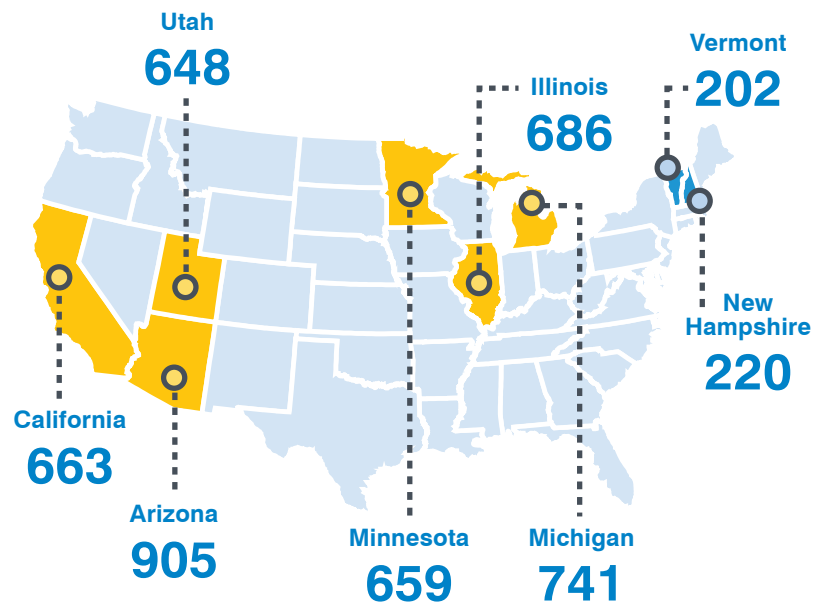 Utah
648
Vermont
202
Illinois
686
New
Hampshire
220
California
663
Arizona
905
Minnesota
659
Michigan
741